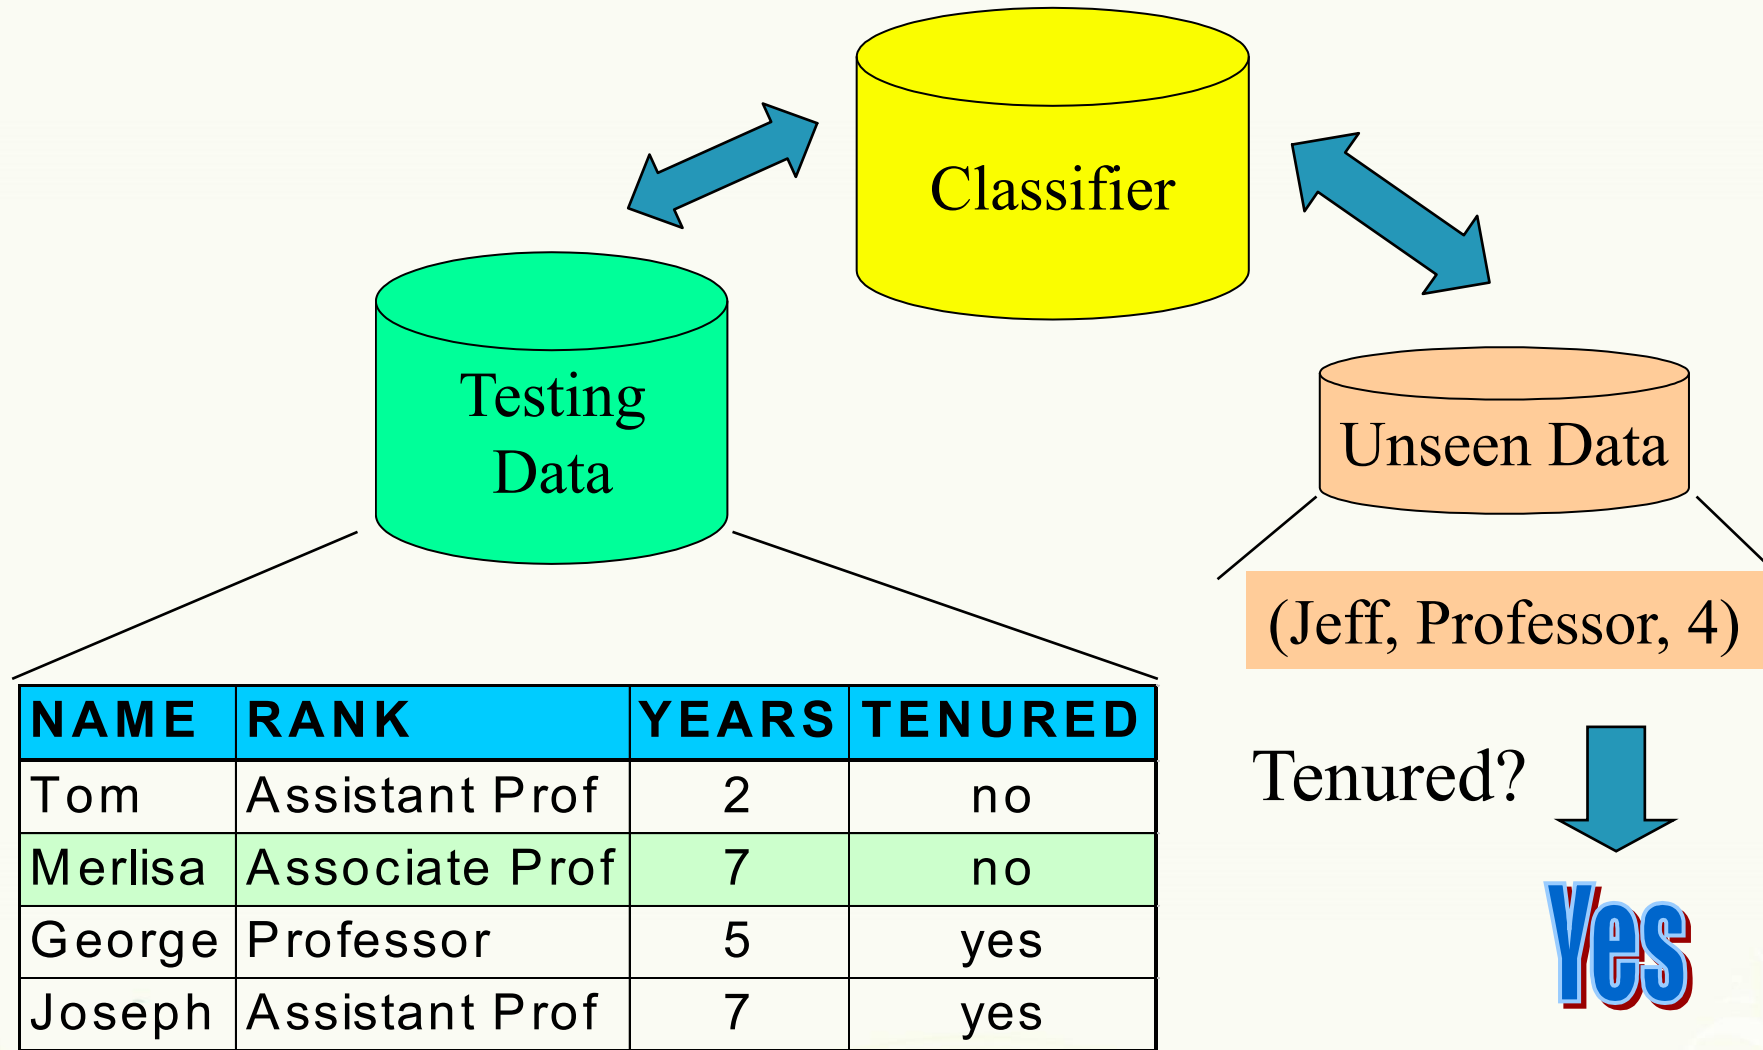 Classifier
Testing
Data
Unseen Data
(Jeff, Professor, 4)
NAME RANK YEARS TENURED
Tom Assistant Prof 2 no
Merlisa Associate Prof 7 no
George Professor 5 yes
Joseph Assistant Prof 7 yes
Tenured?
Yes